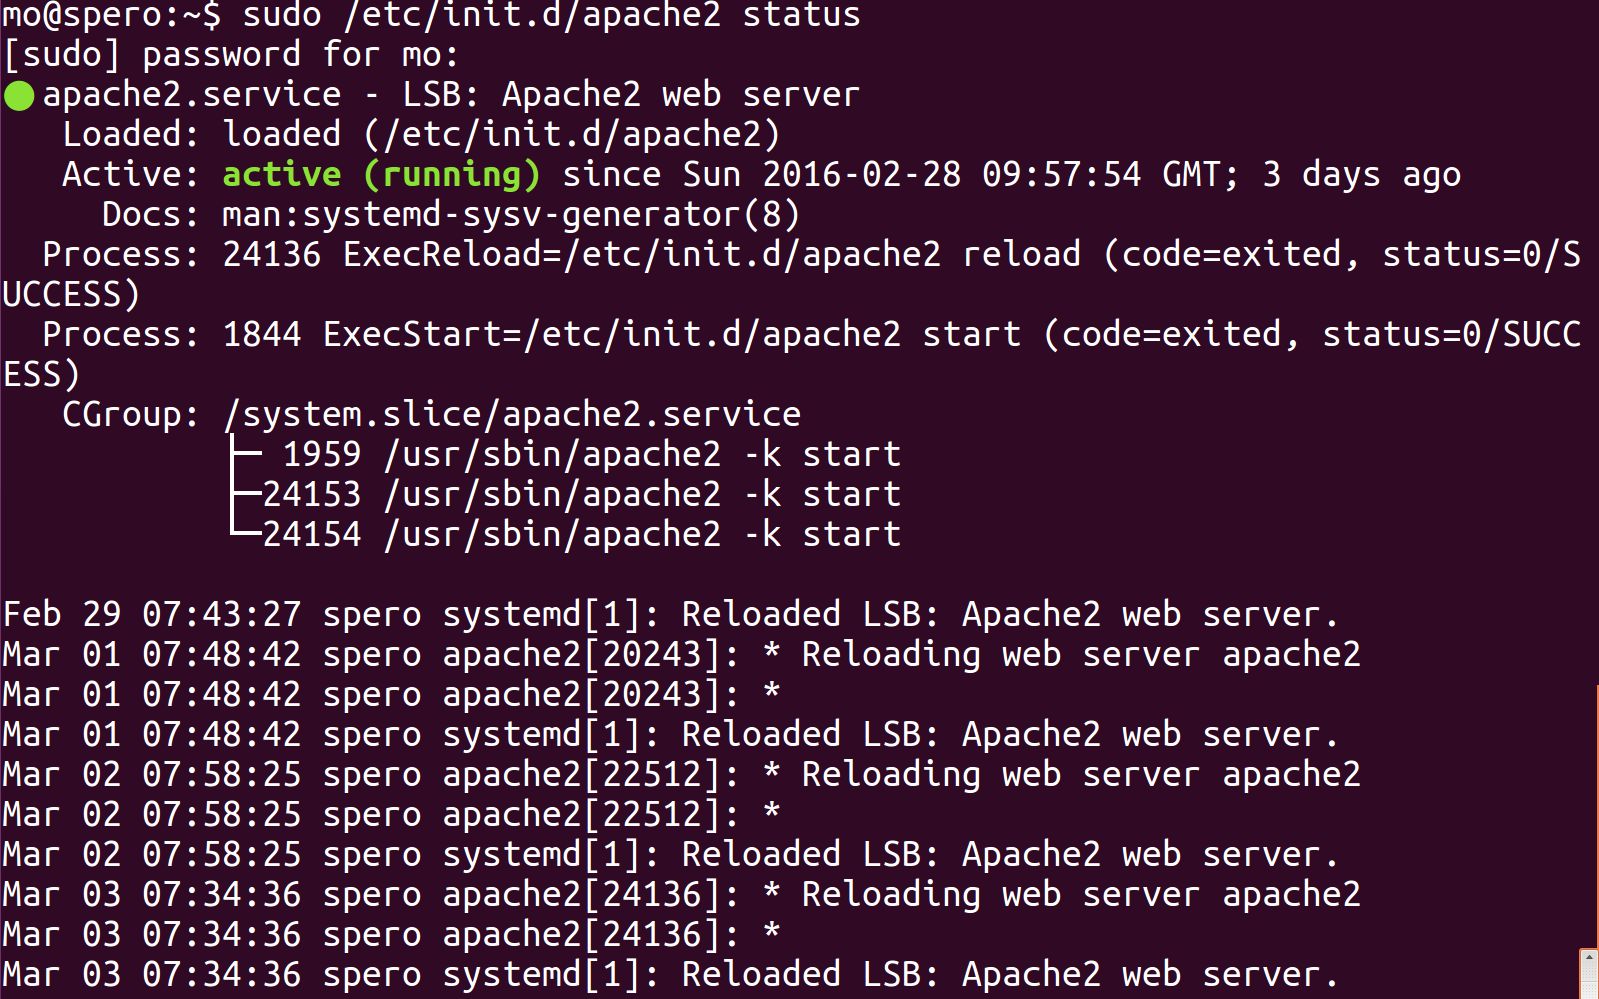 mo@spero:~$ sudo /etc/init.d/apache2 status
[sudo] password for mo:
● apache2.service - LSB: Apache2 web server
   Loaded: loaded (/etc/init.d/apache2)
   Active: active (running) since Sun 2016-02-28 09:57:54 GMT; 3 days ago
     Docs: man:systemd-sysv-generator(8)
  Process: 24136 ExecReload=/etc/init.d/apache2 reload (code=exited, status=0/S
UCCESS)
  Process: 1844 ExecStart=/etc/init.d/apache2 start (code=exited, status=0/SUCC
ESS)
   CGroup: /system.slice/apache2.service
           ├─ 1959 /usr/sbin/apache2 -k start
           ├─24153 /usr/sbin/apache2 -k start
           └─24154 /usr/sbin/apache2 -k start

Feb 29 07:43:27 spero systemd[1]: Reloaded LSB: Apache2 web server.
Mar 01 07:48:42 spero apache2[20243]: * Reloading web server apache2
Mar 01 07:48:42 spero apache2[20243]: *
Mar 01 07:48:42 spero systemd[1]: Reloaded LSB: Apache2 web server.
Mar 02 07:58:25 spero apache2[22512]: * Reloading web server apache2
Mar 02 07:58:25 spero apache2[22512]: *
Mar 02 07:58:25 spero systemd[1]: Reloaded LSB: Apache2 web server.
Mar 03 07:34:36 spero apache2[24136]: * Reloading web server apache2
Mar 03 07:34:36 spero apache2[24136]: *
Mar 03 07:34:36 spero systemd[1]: Reloaded LSB: Apache2 web server.